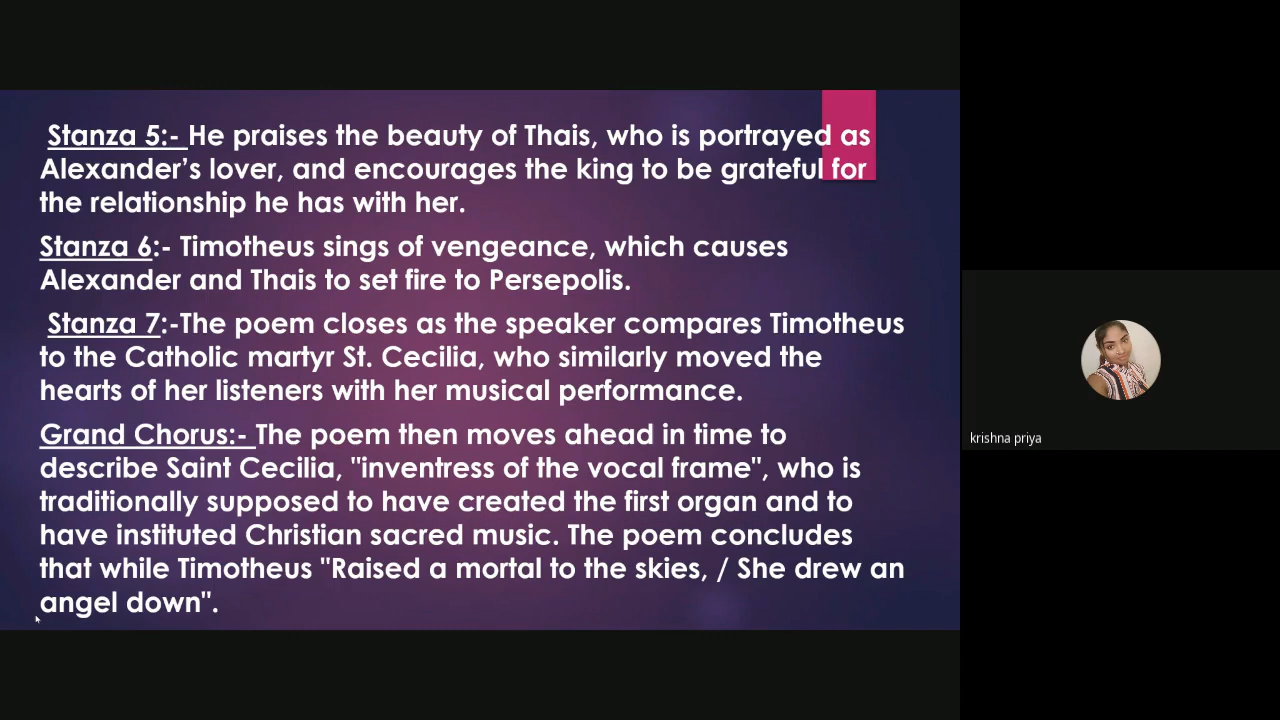 Stanza 5:- He praises the beauty of Thais, who is portrayed as
Alexander’s lover, and encourages the king to be grateful for
the relationship he has with her.
Stanza 6:- Timotheus sings of vengeance, which causes
Alexander and Thais to set fire to Persepolis.
Stanza 7:-The poem closes as the speaker compares Timotheus
to the Catholic martyr St. Cecilia, who similarly moved the
hearts of her listeners with her musical performance.
Grand Chorus:- The poem then moves ahead in time to
describe Saint Cecilia, "inventress of the vocal frame", who is
traditionally supposed to have created the first organ and to
have instituted Christian sacred music. The poem concludes
that while Timotheus "Raised a mortal to the skies, / She drew an
angel down".
krishna priya